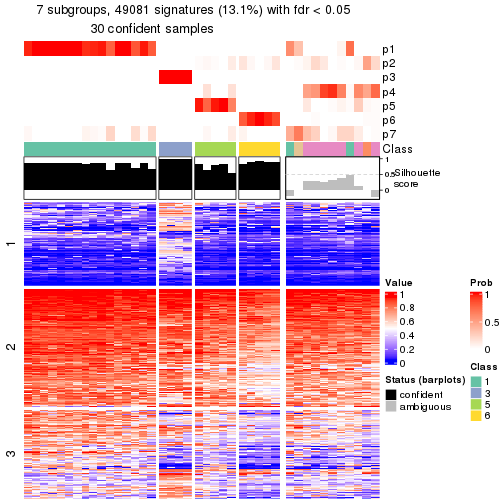 7 subgroups, 49081 signatures (13.1%) with fdr < 0.05
30 confident samples
p1
p2
p3
p4
p5
p6
p7
Class
1
0.5
0
Silhouette
score
1
2
3
Value
1
0.8
0.6
0.4
0.2
0
Prob
1
0.5
0
Status (barplots)
confident
ambiguous
Class
1
3
5
6